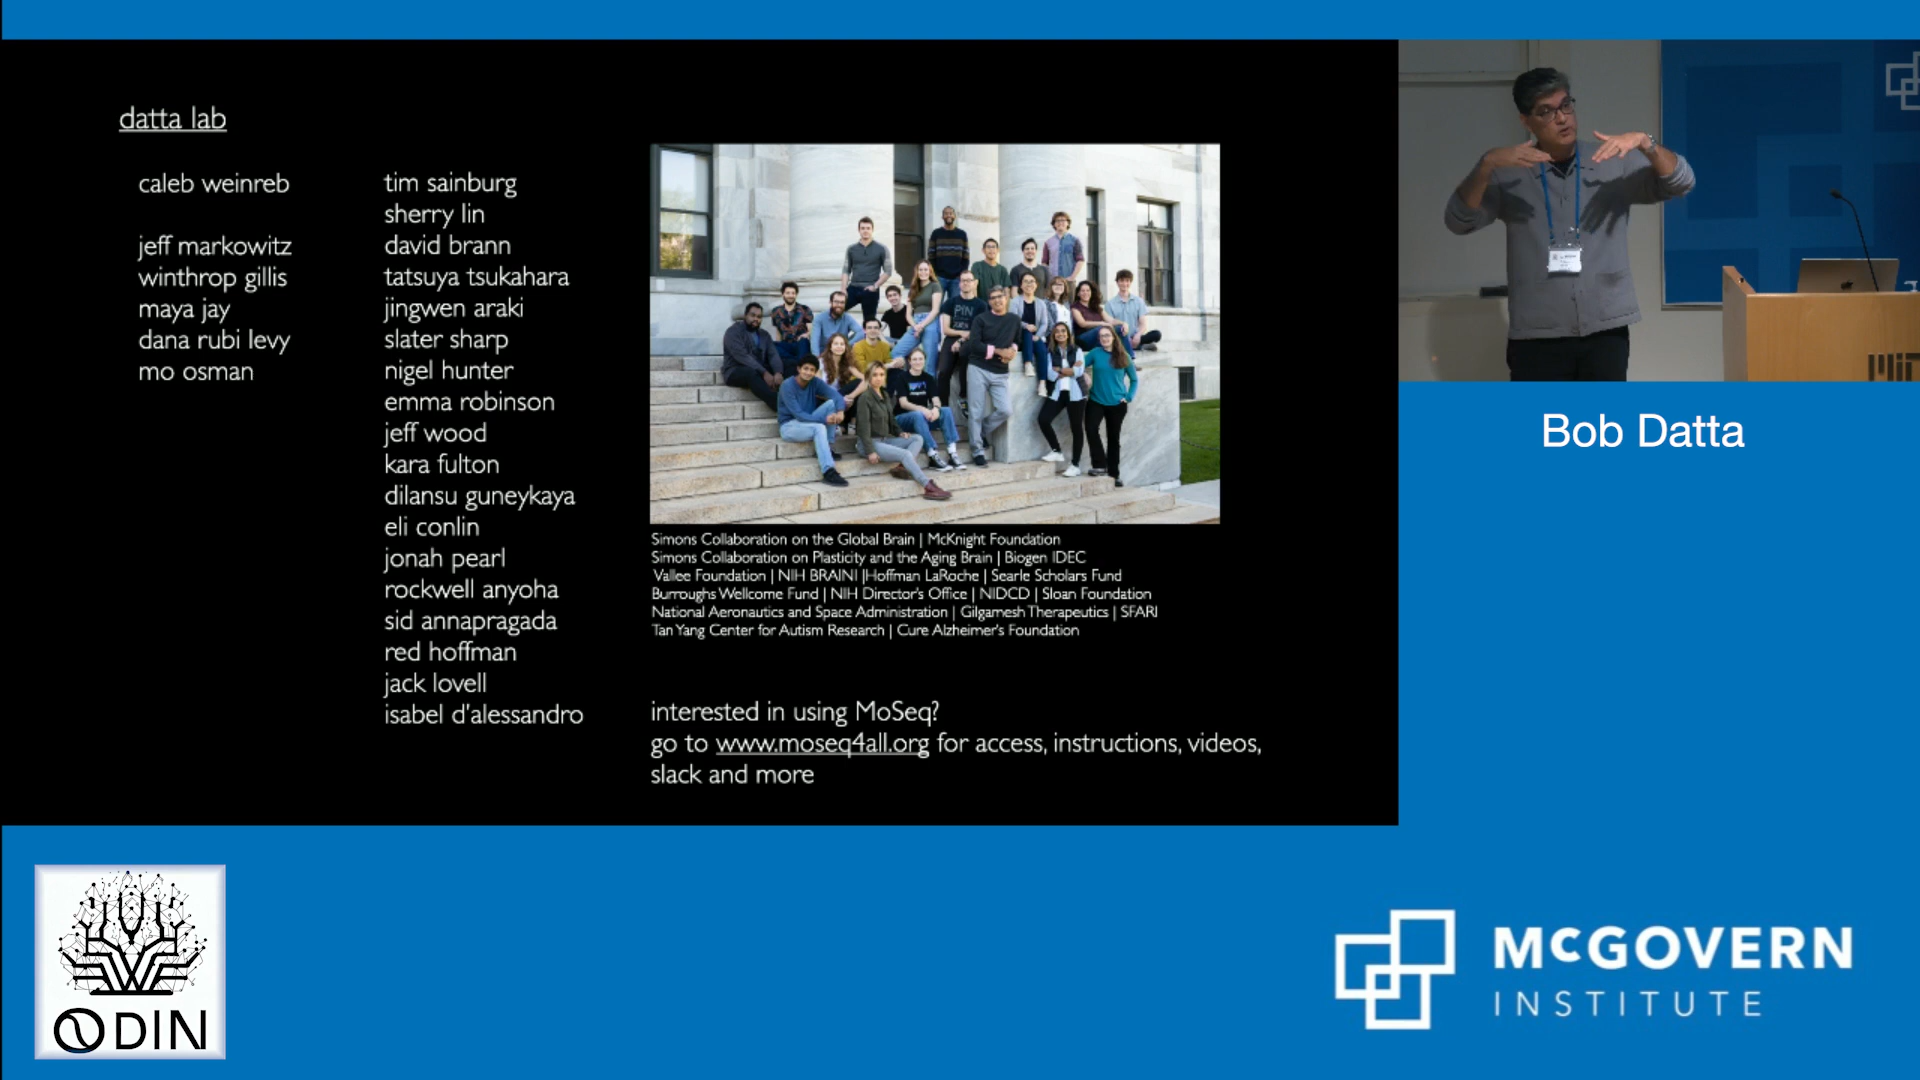 datta lab
caleb weinreb
jeff markowitz
winthrop gillis
maya jay
dana rubi levy
mo osman
tim sainburg
sherry lin
david brann
tatsuya tsukahara
jingwen araki
slater sharp
nigel hunter
emma robinson
jeff wood
kara fulton
dilansu guneykaya
eli conlin
jonah pearl
rockwell anyoha
sid annapragada
red hoffman
jack lovell
isabel d'alessandro
Simons Collaboration on the Global Brain | McKnight Foundation
Simons Collaboration on Plasticity and the Aging Brain | Biogen IDEC
Vallee Foundation | NIH BRAINI |Hoffman LaRoche | Searle Scholars Fund
Burroughs Wellcome Fund | NIH Director's Office | NIDCD | Sloan Foundation
National Aeronautics and Space Administration | Gilgamesh Therapeutics | SFARI
Tan Yang Center for Autism Research | Cure Alzheimer's Foundation
interested in using MoSeq?
go to www.moseq4all.org for access, instructions, videos,
slack and more
MIT
Bob Datta
ODIN
McGOVERN
INSTITUTE